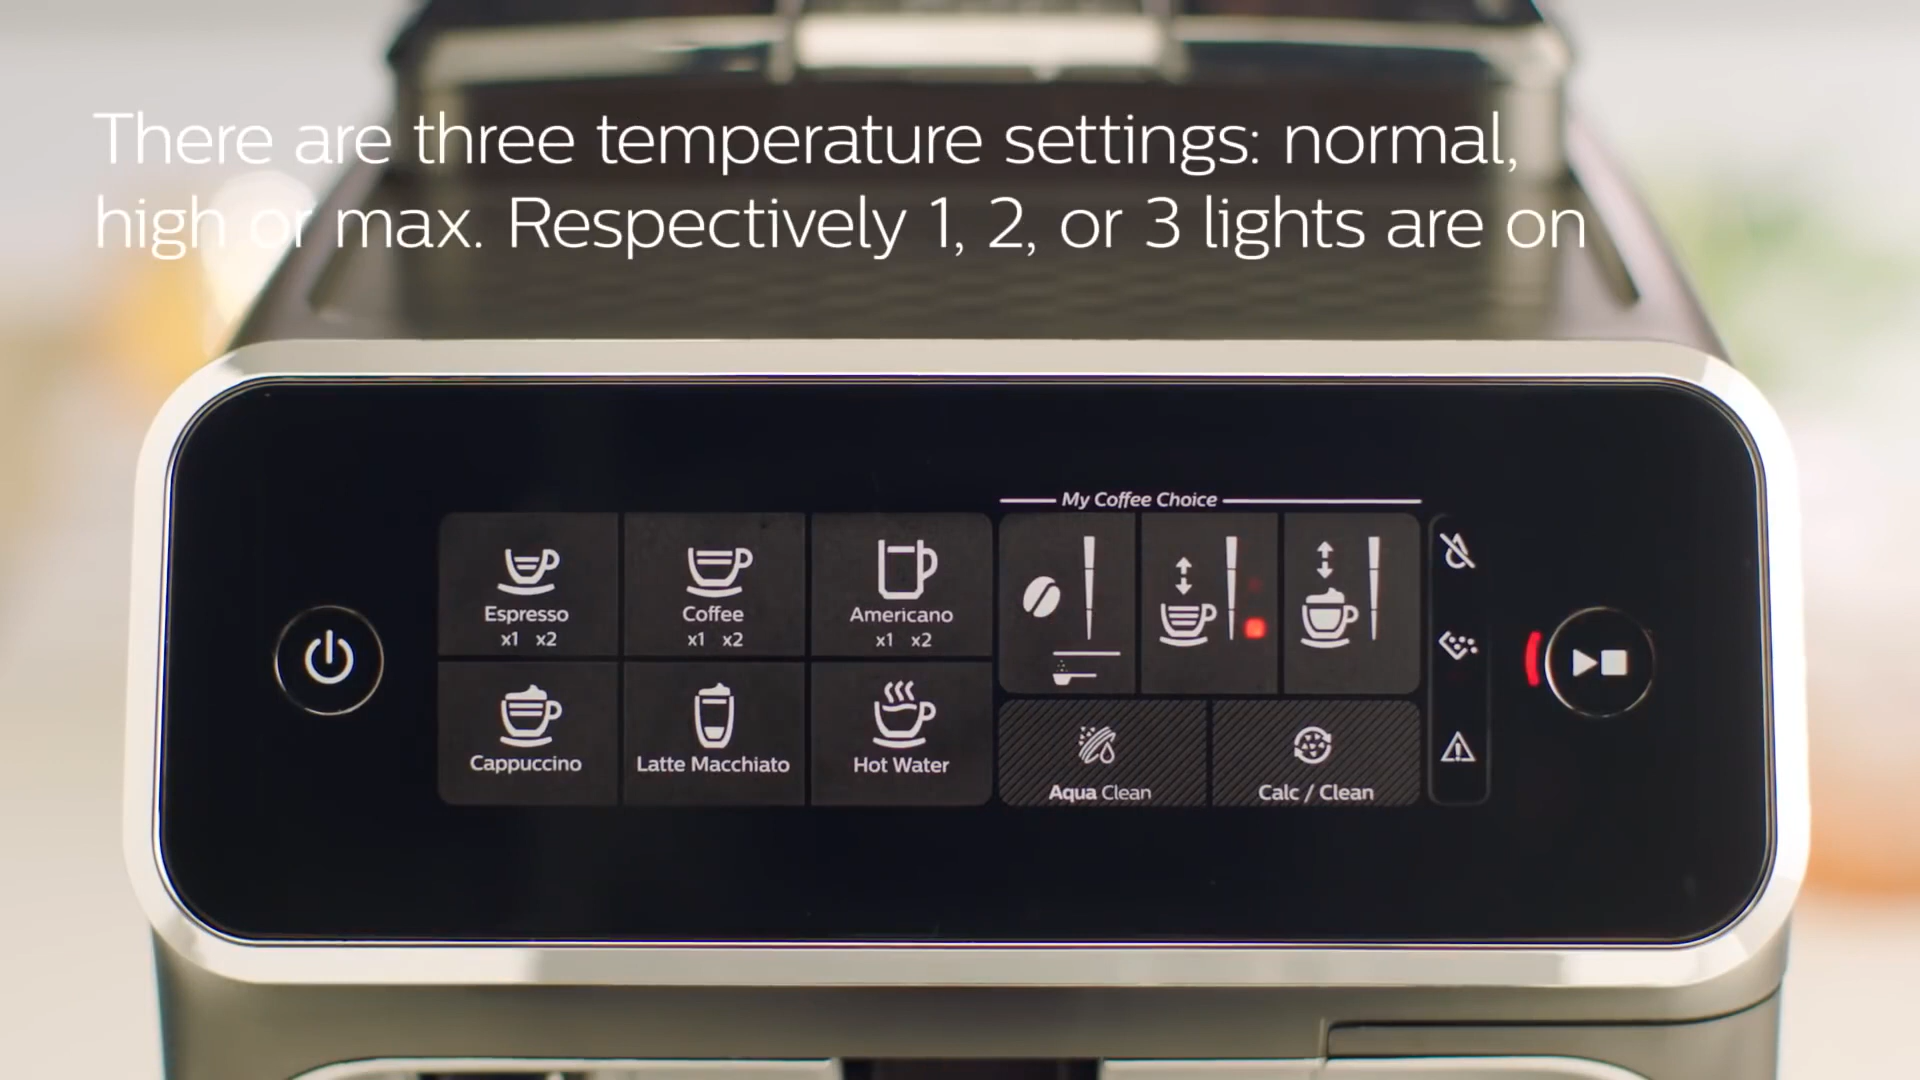 There are three temperature settings: normal,
high or max. Respectively 1, 2, or 3 lights are on
My Coffee Choice
Espresso
x1 x2
Coffee
x1 x2
Americano
x1 x2
Cappuccino
Latte Macchiato
Hot Water
Aqua Clean
Calc / Clean